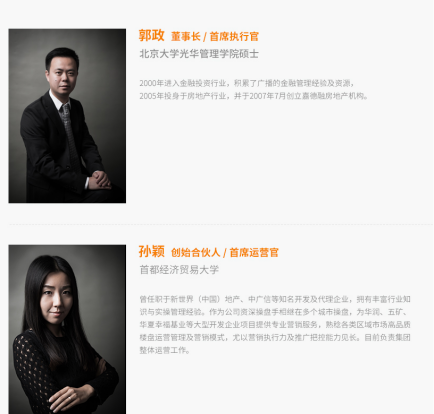 郭政 董事长 / 首席执行官
北京大学光华管理学院硕士
2000年进入金融投资行业，积累了广播的金融管理经验及资源，
2005年投身于房地产行业，并于2007年7月创立嘉德融房地产机构。
孙颖 创始合伙人 / 首席运营官
首都经济贸易大学
曾任职于新世界（中国）地产、中广信等知名开发及代理企业，拥有丰富行业知
识与实操管理经验。作为公司资深操盘手相继在多个城市操盘，为华润、五矿、
华夏幸福基业等大型开发企业项目提供专业营销服务，熟稔各类区域市场高品质
楼盘运营管理及营销模式，尤以营销执行力及推广把控能力见长。目前负责集团
整体运营工作。